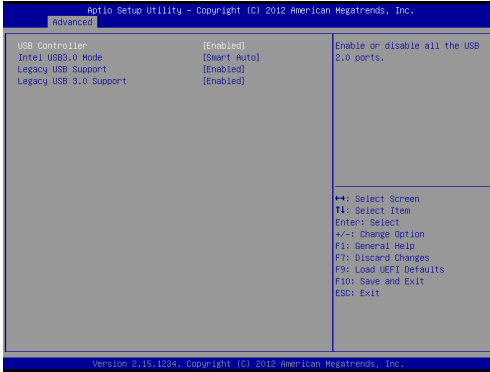 Aptio Setup Utility - Copyright (C) 2012 American Megatrends, Inc.
Advanced
USB Controller [Enabled]
Intel USB3.0 Mode [Smart Auto]
Legacy USB Support [Enabled]
Legacy USB 3.0 Support [Enabled]
Enable or disable all the USB
2.0 ports.
↔: Select Screen
↑↓: Select Item
Enter: Select
+/-: Change Option
F1: General Help
F7: Discard Changes
F9: Load UEFI Defaults
F10: Save and Exit
ESC: Exit
Version 2.15.1234. Copyright (C) 2012 American Megatrends, Inc.